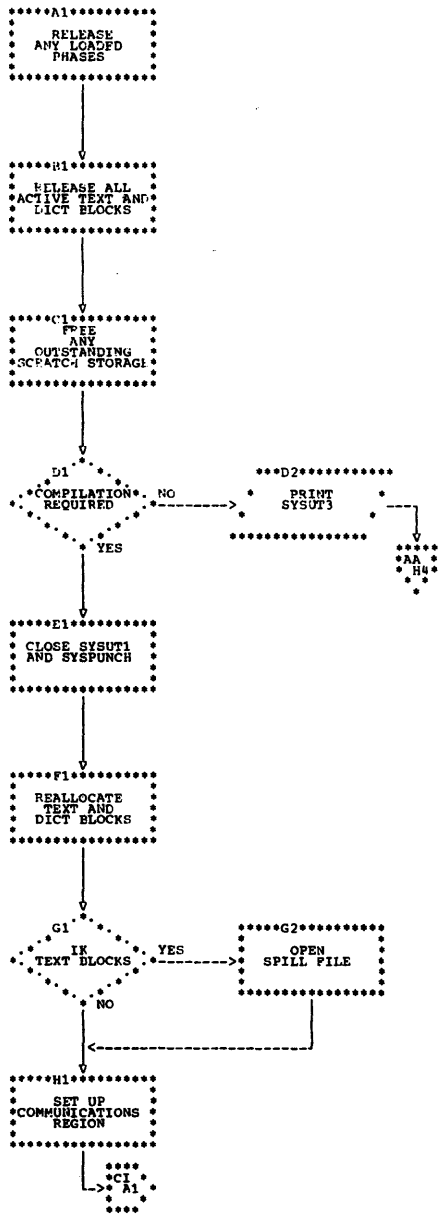 A1
RELEASE
ANY LOADED
PHASES
B1
RELEASE ALL
ACTIVE TEXT AND
DICT BLOCKS
C1
FREE
ANY
OUTSTANDING
SCRATCH STORAGE
D1
COMPILATION
REQUIRED
NO
YES
D2
PRINT
SYSUT3
AA
H4
E1
CLOSE SYSUT1
AND SYSPUNCH
F1
REALLOCATE
TEXT AND
DICT BLOCKS
G1
1K
TEXT BLOCKS
YES
NO
G2
OPEN
SPILL FILE
H1
SET UP
COMMUNICATIONS
REGION
CI
A1